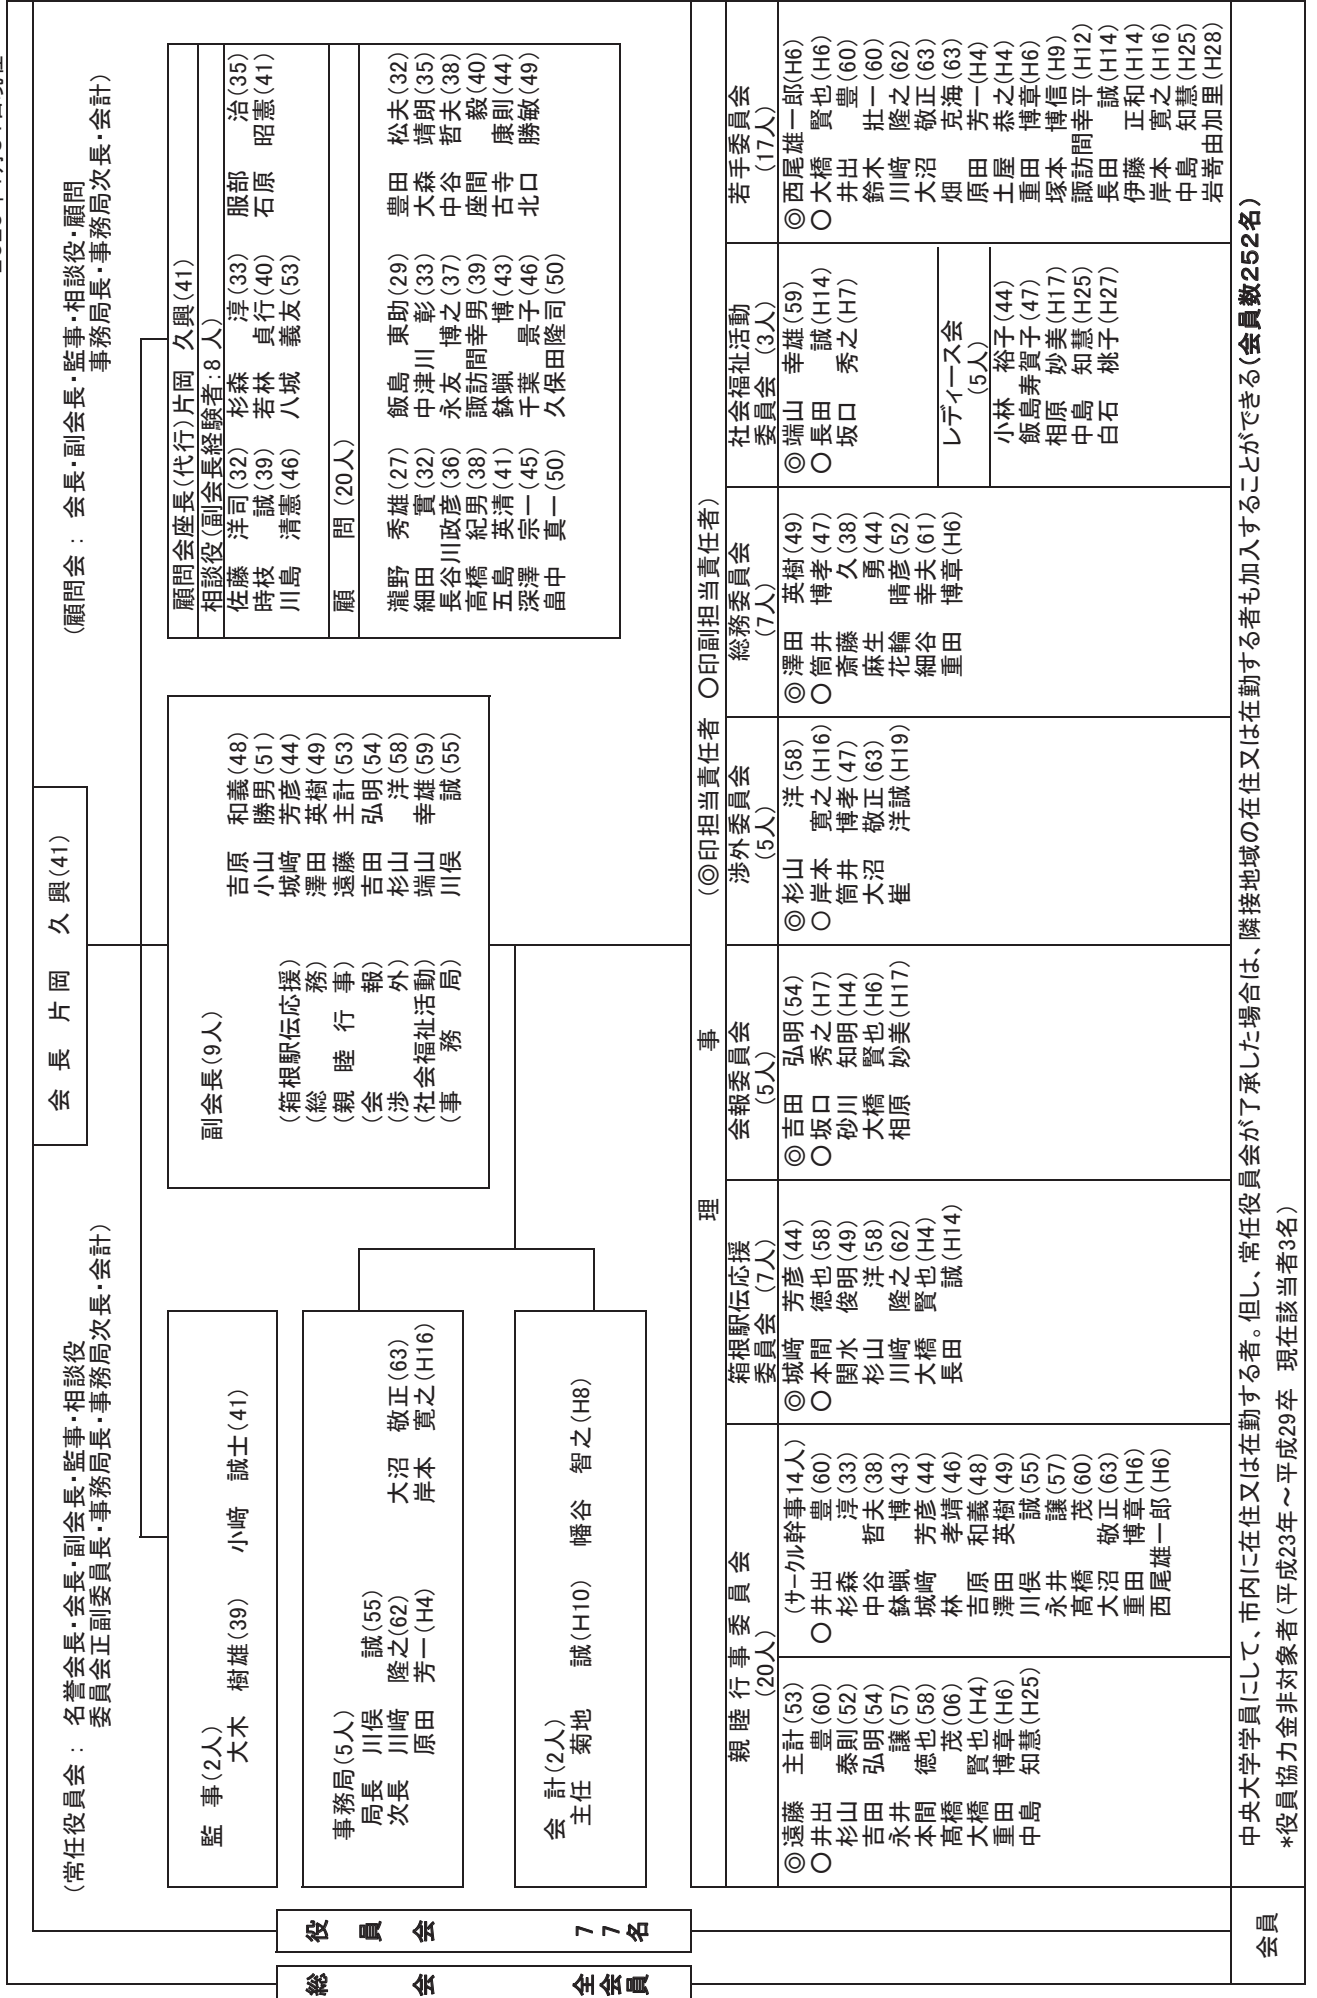 会 長 片 岡 久 興(41)
(常任役員会 : 名誉会長・会長・副会長・監事・相談役
委員会正副委員長・事務局長・事務局次長・会計)
(顧問会 : 会長・副会長・監事・相談役・顧問
事務局長・事務局次長・会計)
監 事(2人)
大木 樹雄(39) 小﨑 誠士(41)
事務局(5人)
局長 川俣 誠(55)
次長 川﨑 隆之(62) 大沼 敬正(63)
原田 芳一(H4) 岸本 寛之(H16)
会 計(2人)
主任 菊地 誠(H10) 幡谷 智之(H8)
副会長(9人)
吉原 和義(48)
小山 勝男(51)
(箱根駅伝応援) 城﨑 芳彦(44)
(総 務) 澤田 英樹(49)
(親 睦 行 事) 遠藤 主計(53)
(会 報) 吉田 弘明(54)
(渉 外) 杉山 洋(58)
(社会福祉活動) 端山 幸雄(59)
(事 務 局) 川俣 誠(55)
顧問会座長(代行)片岡 久興(41)
相談役(副会長経験者:8 人)
佐藤 洋司(32) 杉森 淳(33) 服部 治(35)
時枝 誠(39) 若林 貞行(40) 石原 昭憲(41)
川島 清憲(46) 八城 義友(53)
顧 問 (20人)
瀧野 秀雄(27) 飯島 東助(29) 豊田 松夫(32)
細田 實(32) 中津川 彰(33) 大森 靖朗(35)
長谷川政彦(36) 永友 博之(37) 中谷 哲夫(38)
高橋 紀男(38) 諏訪間幸男(39) 座間 毅(40)
五島 英清(41) 鉢蝋 博(43) 古寺 康則(44)
深澤 宗一(45) 千葉 景子(46) 北口 勝敏(49)
畠中 真一(50) 久保田隆司(50)
役 員 会 77名
総 会 全会員
理 事 (◎印担当責任者 〇印副担当責任者)
親 睦 行 事 委 員 会
(20人)
◎遠藤 主計(53)
〇井出 豊(60)
杉山 泰則(52)
吉田 弘明(54)
永井 譲(57)
本間 徳也(58)
髙橋 茂(06)
大橋 賢也(H4)
重田 博章(H6)
中島 知慧(H25)
(サークル幹事14人)
〇井出 豊(60)
杉森 淳(33)
中谷 哲夫(38)
鉢蝋 博(43)
城﨑 芳彦(44)
林 孝靖(46)
吉原 和義(48)
澤田 英樹(49)
川俣 誠(55)
永井 譲(57)
髙橋 茂(60)
大沼 敬正(63)
重田 博章(H6)
西尾雄一郎(H6)
箱根駅伝応援
委員会 (7人)
◎城﨑 芳彦(44)
〇本間 徳也(58)
関水 俊明(49)
杉山 洋(58)
川﨑 隆之(62)
大橋 賢也(H4)
長田 誠(H14)
会報委員会
(5人)
◎吉田 弘明(54)
〇坂口 秀之(H7)
砂川 知明(H4)
大橋 賢也(H6)
相原 妙美(H17)
渉外委員会
(5人)
◎杉山 洋(58)
〇岸本 寛之(H16)
筒井 博孝(47)
大沼 敬正(63)
崔 洋誠(H19)
総務委員会
(7人)
◎澤田 英樹(49)
〇筒井 博孝(47)
斎藤 久(38)
麻生 勇(44)
花輪 晴彦(52)
細谷 幸夫(61)
重田 博章(H6)
社会福祉活動
委員会 (3人)
◎端山 幸雄(59)
〇長田 誠(H14)
坂口 秀之(H7)
レディース会
(5人)
小林 裕子(44)
飯島寿賀子(47)
相原 妙美(H17)
中島 知慧(H25)
白石 桃子(H27)
若手委員会
(17人)
◎西尾雄一郎(H6)
〇大橋 賢也(H6)
井出 豊(60)
鈴木 壯一(60)
川﨑 隆之(62)
大沼 敬正(63)
畑 克海(63)
原田 芳一(H4)
土屋 恭之(H4)
重田 博章(H6)
塚本 博信(H9)
諏訪間幸平(H12)
長田 誠(H14)
伊藤 正和(H14)
岸本 寛之(H16)
中島 知慧(H25)
岩嵜由加里(H28)
会員
中央大学学員にして、市内に在住又は在勤する者。但し、常任役員会が了承した場合は、隣接地域の在住又は在勤する者も加入することができる(会員数252名)
*役員協力金非対象者(平成23年～平成29年卒 現在該当者3名)